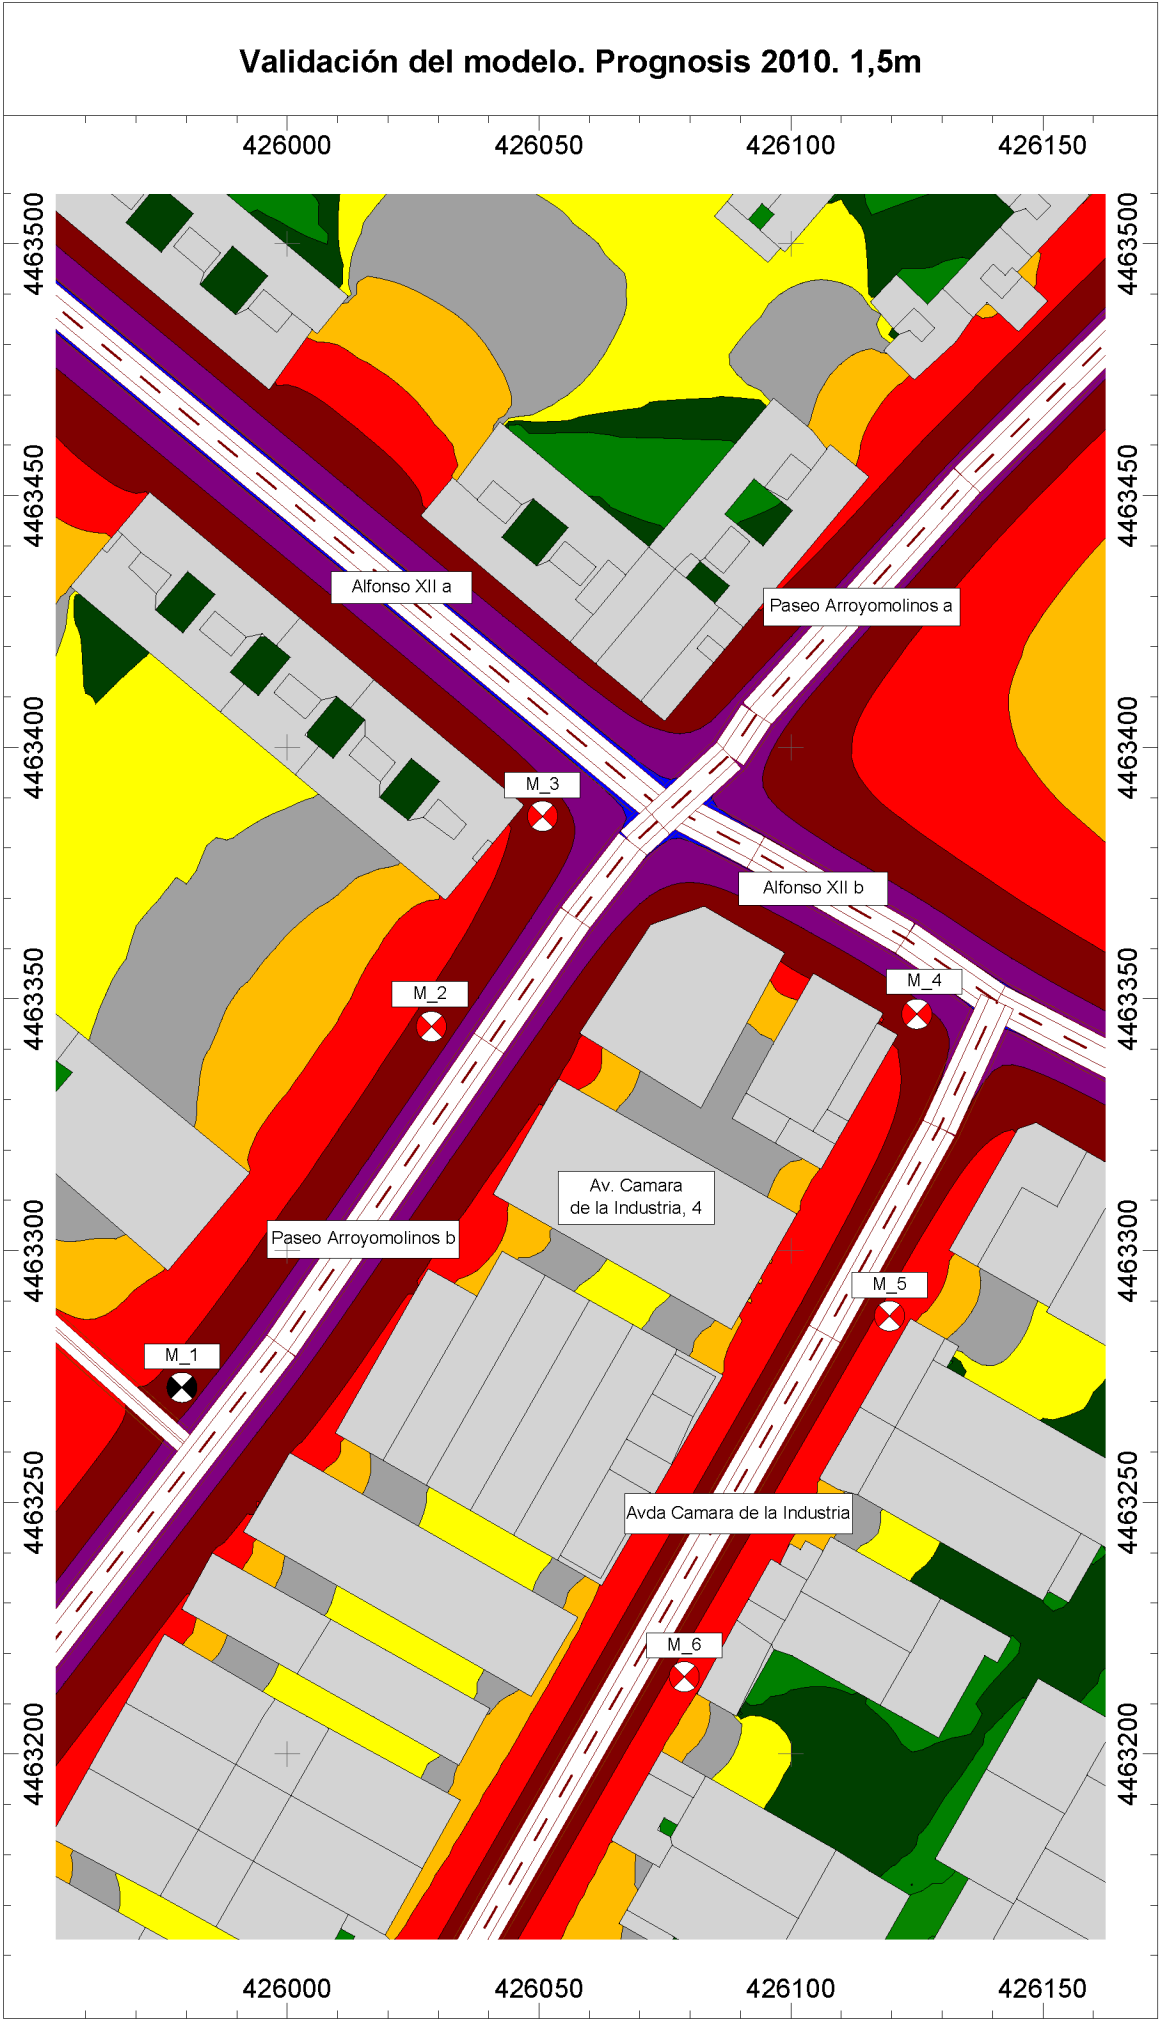 Validación del modelo. Prognosis 2010. 1,5m
426000 426050 426100 426150
4463500 4463500
4463450 4463450
Alfonso XII a
Paseo Arroyomolinos a
4463400 4463400
M_3
Alfonso XII b
M_4
M_2
4463350 4463350
Av. Camara
de la Industria, 4
Paseo Arroyomolinos b
4463300 4463300
M_5
M_1
4463250 4463250
Avda Camara de la Industria
M_6
4463200 4463200
426000 426050 426100 426150